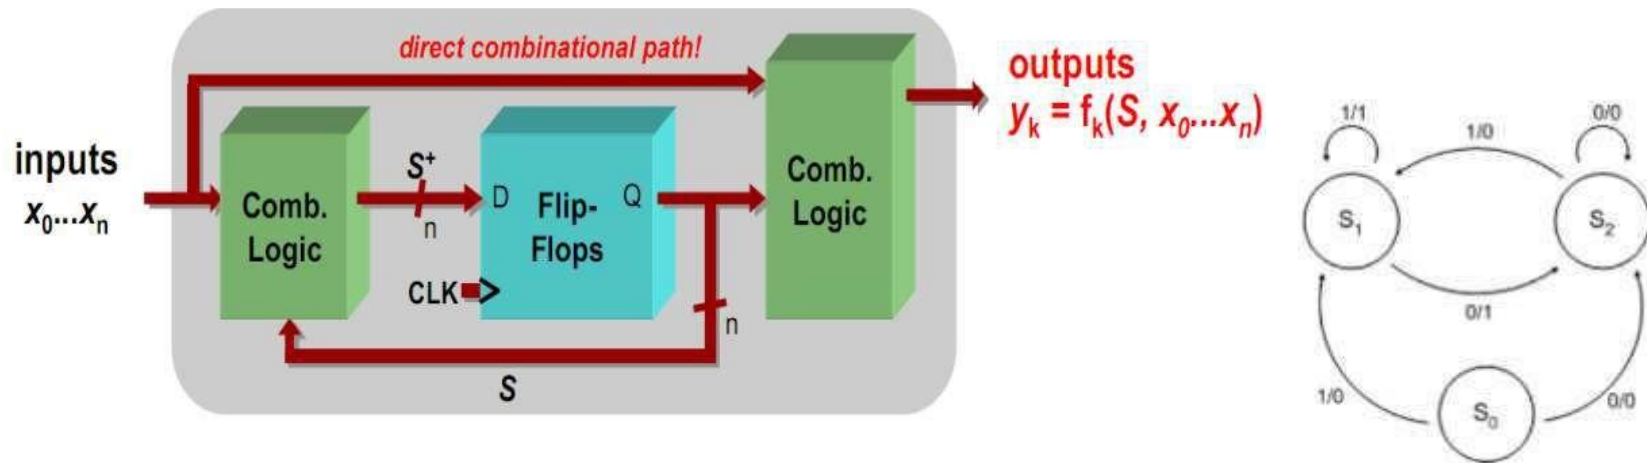 direct combinational path!
inputs
x₀...xₙ
Comb.
Logic
S⁺
n
D
Q
Flip-
Flops
CLK
n
S
Comb.
Logic
outputs
yₖ = fₖ(S, x₀...xₙ)
1/1
0/0
1/0
S₁
S₂
0/1
1/0
0/0
S₀